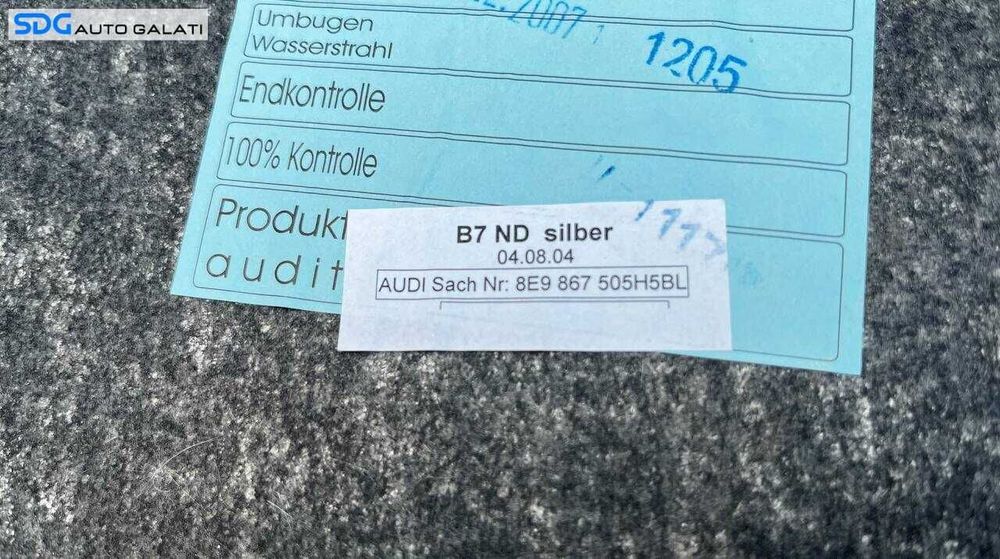 SDG AUTO GALATI
.2007
Umbugen
Wasserstrahl
1205
Endkontrolle
100% Kontrolle
Produkt
audit
B7 ND silber
04.08.04
AUDI Sach Nr: 8E9 867 505H5BL